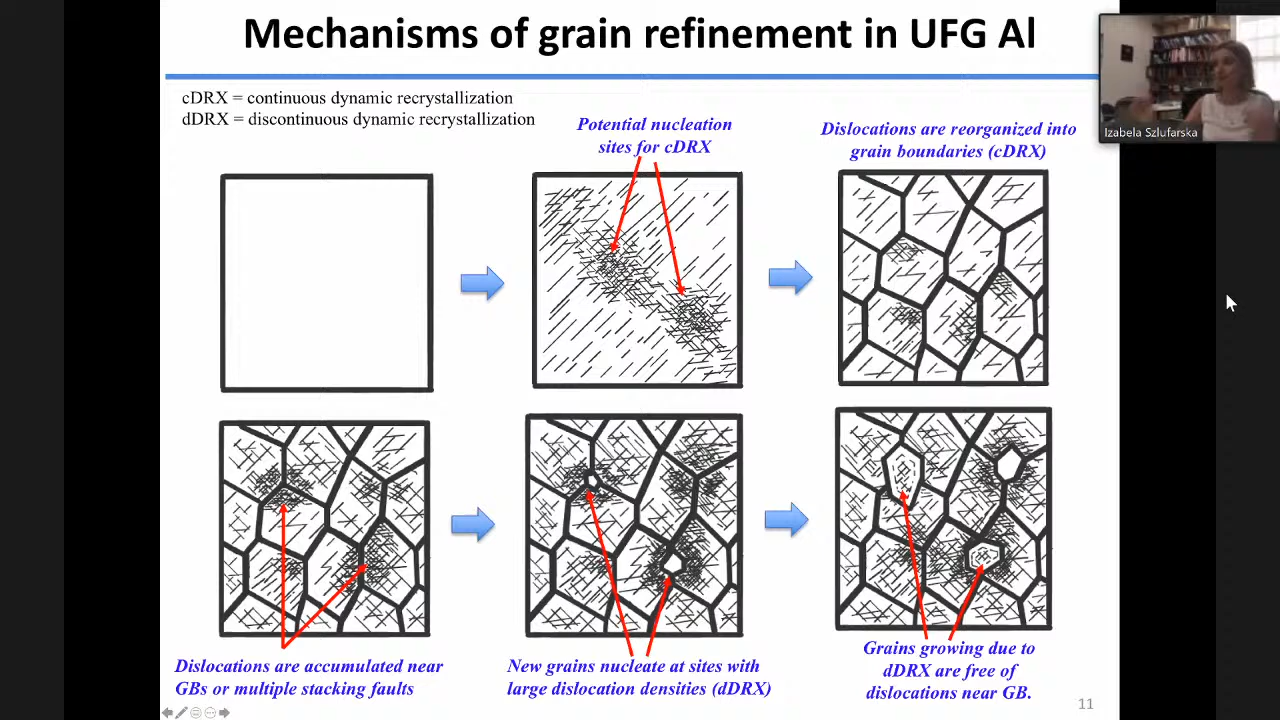 Mechanisms of grain refinement in UFG Al
Izabela Szlufarska
cDRX = continuous dynamic recrystallization
dDRX = discontinuous dynamic recrystallization
Potential nucleation
sites for cDRX
Dislocations are reorganized into
grain boundaries (cDRX)
Dislocations are accumulated near
GBs or multiple stacking faults
New grains nucleate at sites with
large dislocation densities (dDRX)
Grains growing due to
dDRX are free of
dislocations near GB.
11